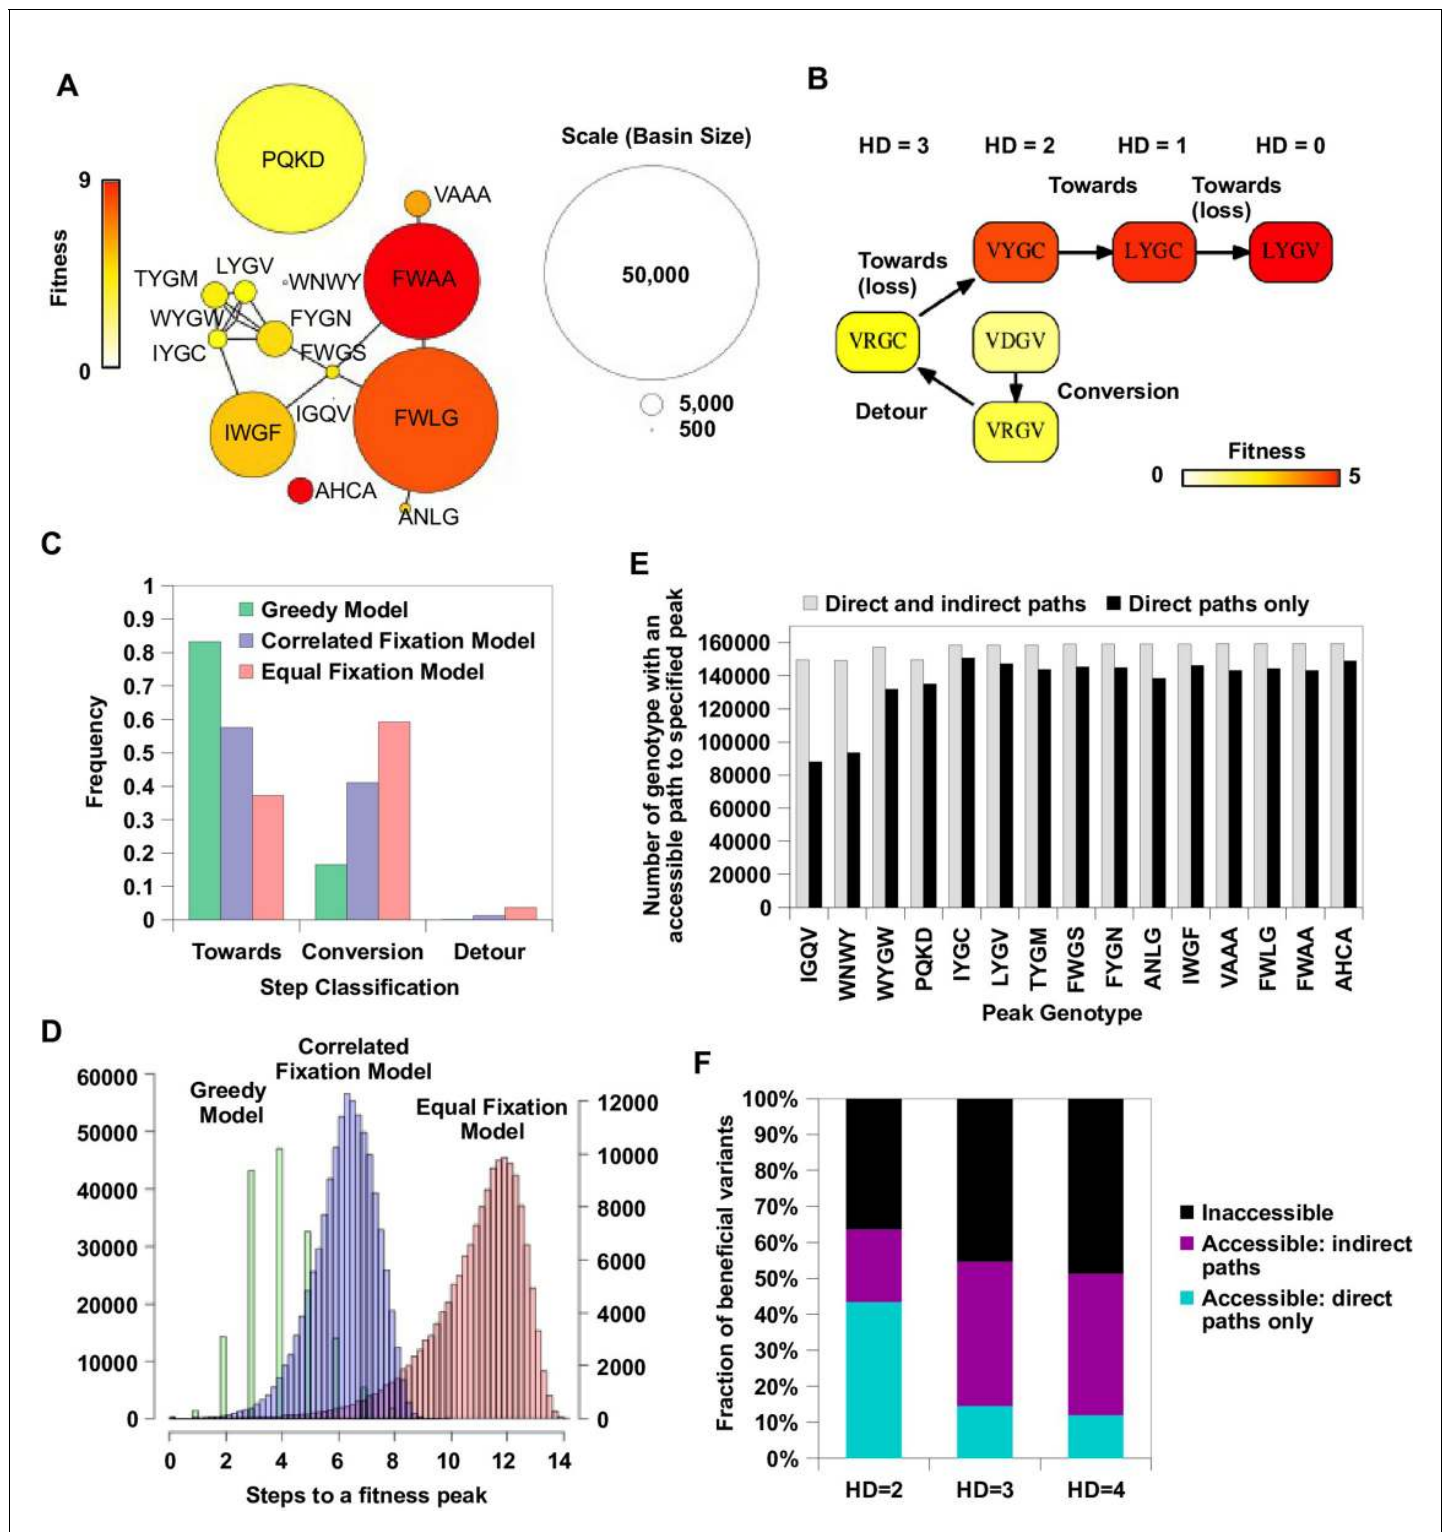 A
PQKD
VAAA
9
Fitness
0
TYGM
LYGV
WNWY
FWAA
WYGW
FYGN
IYGC
FWGS
IGQV
IWGF
FWLG
AHCA
ANLG
Scale (Basin Size)
50,000
5,000
500
B
HD = 3
HD = 2
HD = 1
HD = 0
Towards
Towards
(loss)
VYGC
LYGC
LYGV
Towards
(loss)
VRGC
VDGV
Conversion
Detour
VRGV
Fitness
0
5
C
Greedy Model
Correlated Fixation Model
Equal Fixation Model
Frequency
1
0.9
0.8
0.7
0.6
0.5
0.4
0.3
0.2
0.1
0
Towards
Conversion
Detour
Step Classification
E
Direct and indirect paths
Direct paths only
Number of genotype with an
accessible path to specified peak
160000
140000
120000
100000
80000
60000
40000
20000
0
IGQV
WNWY
WYGW
PQKD
IYGC
LYGV
TYGM
FWGS
FYGN
ANLG
IWGF
VAAA
FWLG
FWAA
AHCA
Peak Genotype
D
Greedy
Model
Correlated
Fixation Model
Equal Fixation
Model
60000
50000
40000
30000
20000
10000
0
12000
10000
8000
6000
4000
2000
0
0
2
4
6
8
10
12
14
Steps to a fitness peak
F
Fraction of beneficial variants
100%
90%
80%
70%
60%
50%
40%
30%
20%
10%
0%
HD=2
HD=3
HD=4
Inaccessible
Accessible: indirect
paths
Accessible: direct
paths only